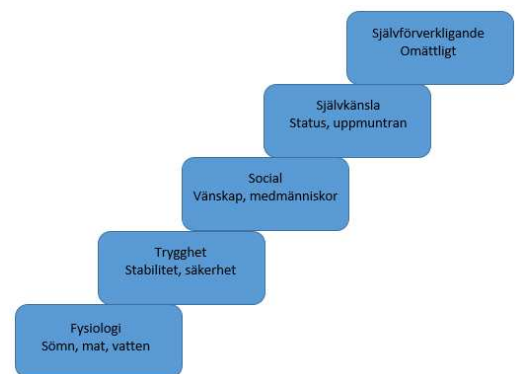 Självförverkligande
Omättligt
Självkänsla
Status, uppmuntran
Social
Vänskap, medmänniskor
Trygghet
Stabilitet, säkerhet
Fysiologi
Sömn, mat, vatten